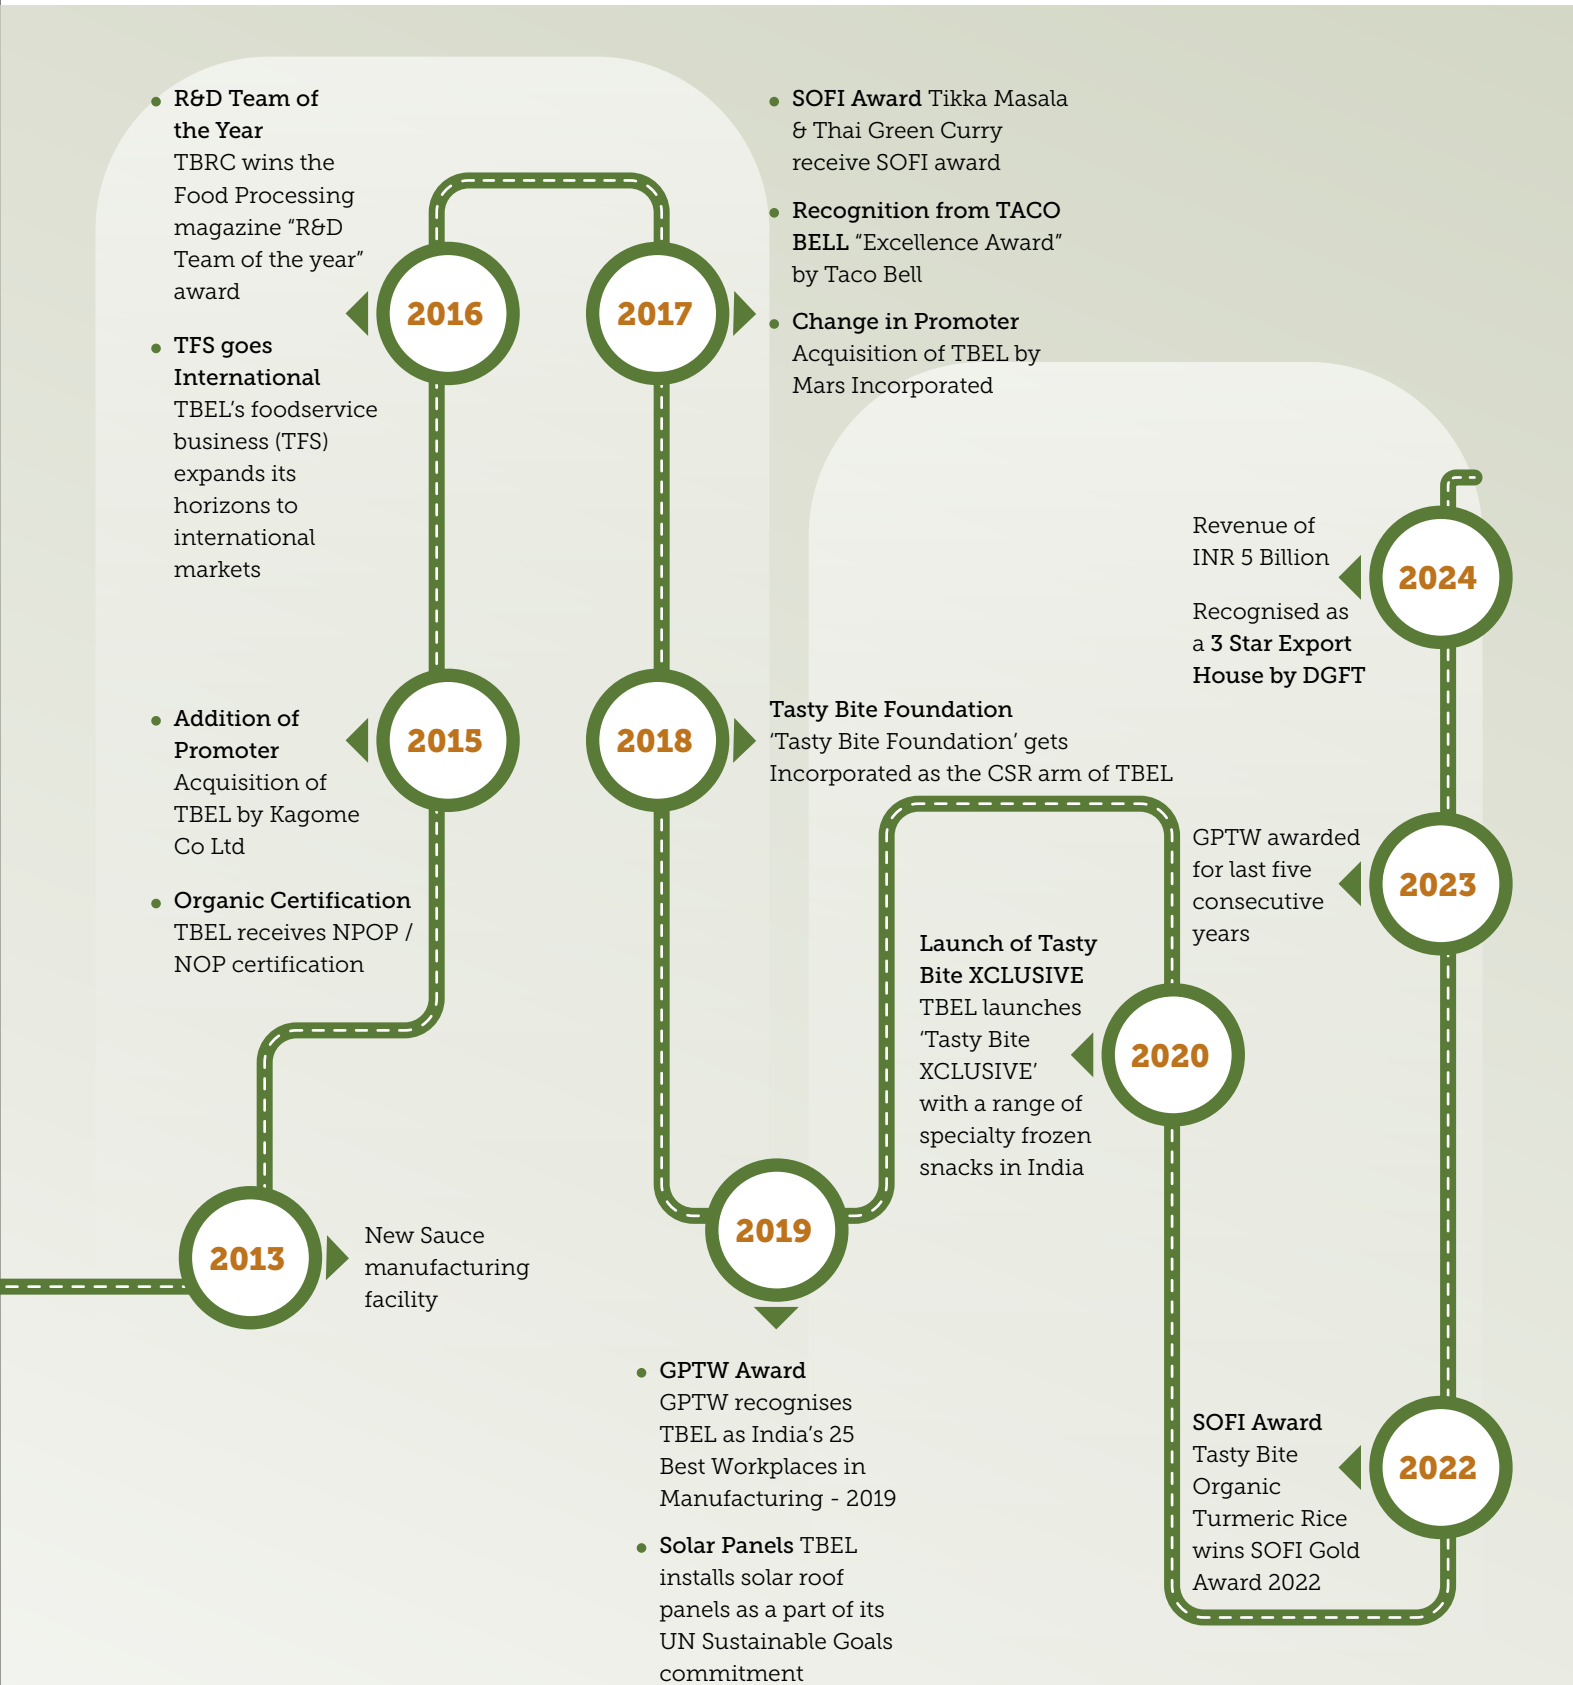 R&D Team of
the Year
TBRC wins the
Food Processing
magazine “R&D
Team of the year”
award
TFS goes
International
TBEL’s foodservice
business (TFS)
expands its
horizons to
international
markets
2016
2017
SOFI Award Tikka Masala
& Thai Green Curry
receive SOFI award
Recognition from TACO
BELL “Excellence Award”
by Taco Bell
Change in Promoter
Acquisition of TBEL by
Mars Incorporated
Addition of
Promoter
Acquisition of
TBEL by Kagome
Co Ltd
Organic Certification
TBEL receives NPOP /
NOP certification
2015
2018
Tasty Bite Foundation
‘Tasty Bite Foundation’ gets
Incorporated as the CSR arm of TBEL
Revenue of
INR 5 Billion
Recognised as
a 3 Star Export
House by DGFT
2024
GPTW awarded
for last five
consecutive
years
2023
Launch of Tasty
Bite XCLUSIVE
TBEL launches
‘Tasty Bite
XCLUSIVE’
with a range of
specialty frozen
snacks in India
2020
2013
New Sauce
manufacturing
facility
2019
GPTW Award
GPTW recognises
TBEL as India’s 25
Best Workplaces in
Manufacturing - 2019
Solar Panels TBEL
installs solar roof
panels as a part of its
UN Sustainable Goals
commitment
SOFI Award
Tasty Bite
Organic
Turmeric Rice
wins SOFI Gold
Award 2022
2022